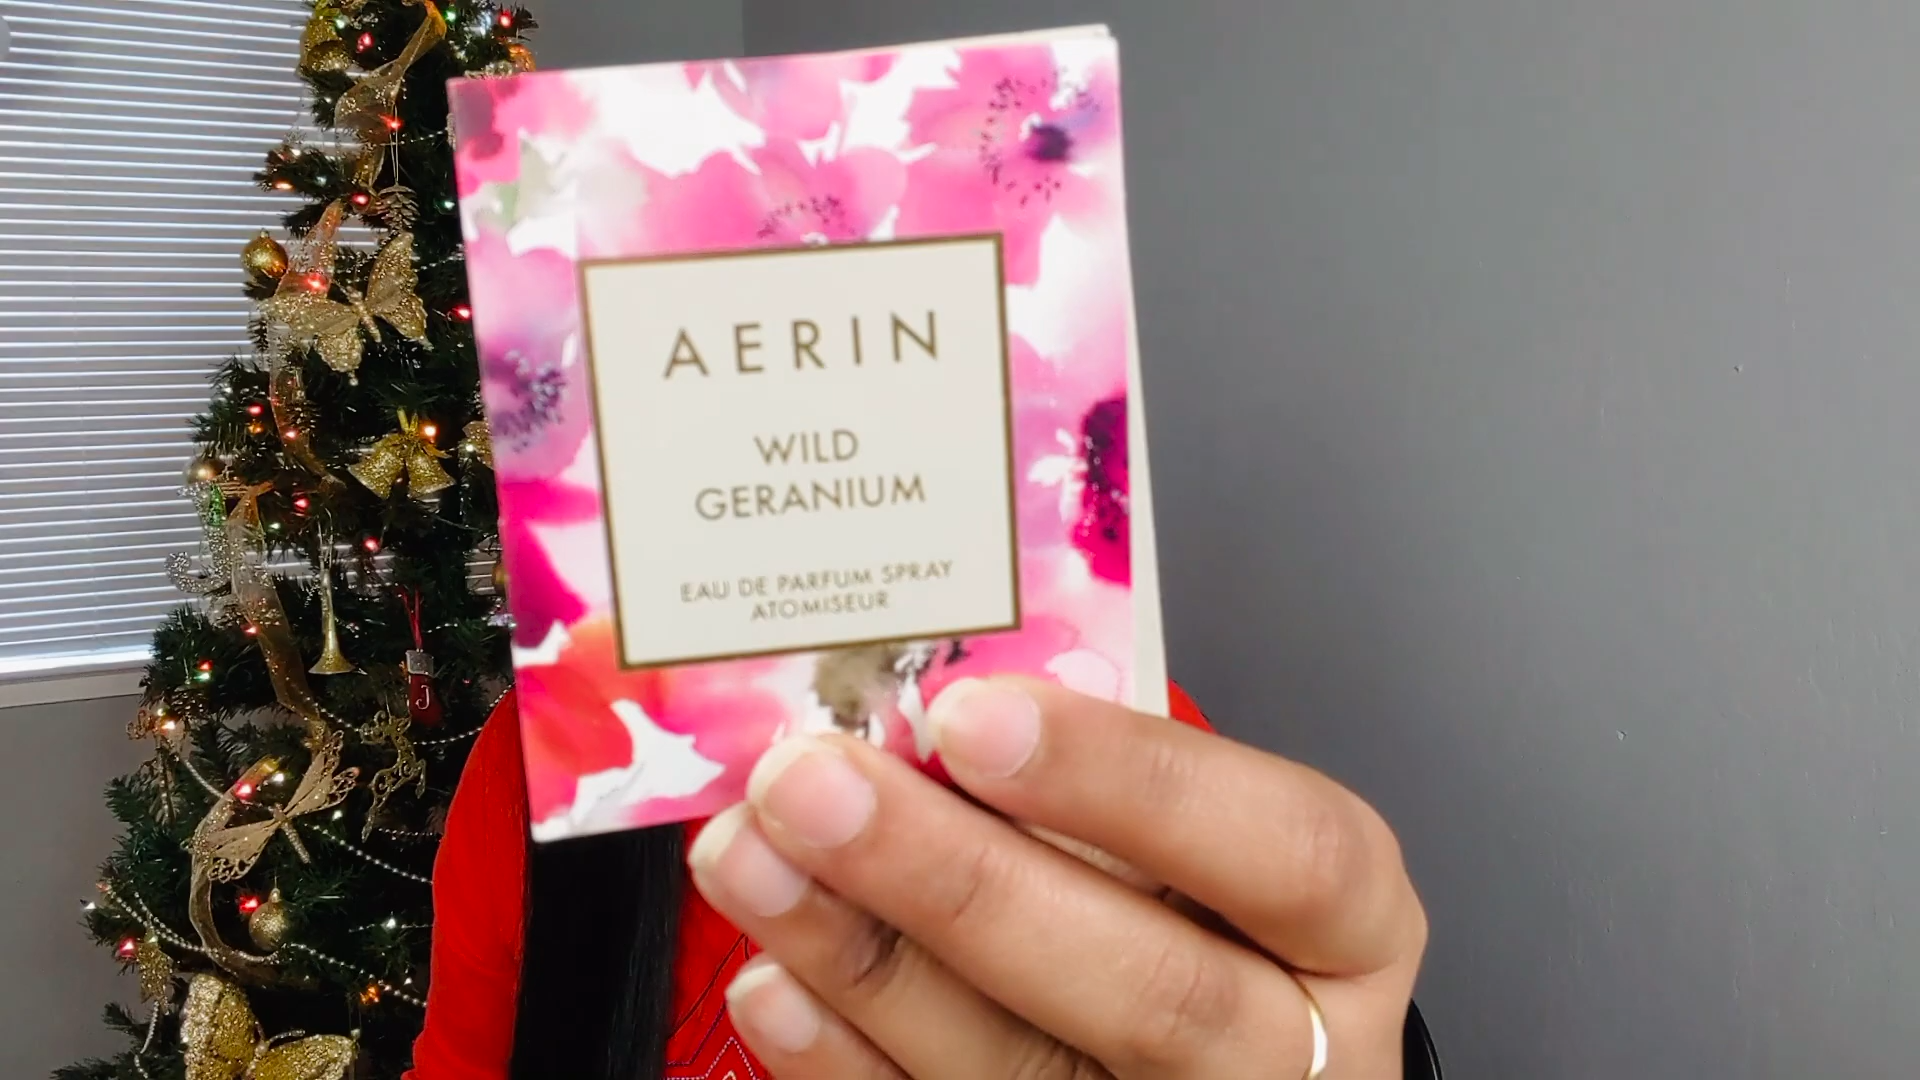 AERIN
WILD
GERANIUM
EAU DE PARFUM SPRAY
ATOMISEUR
J